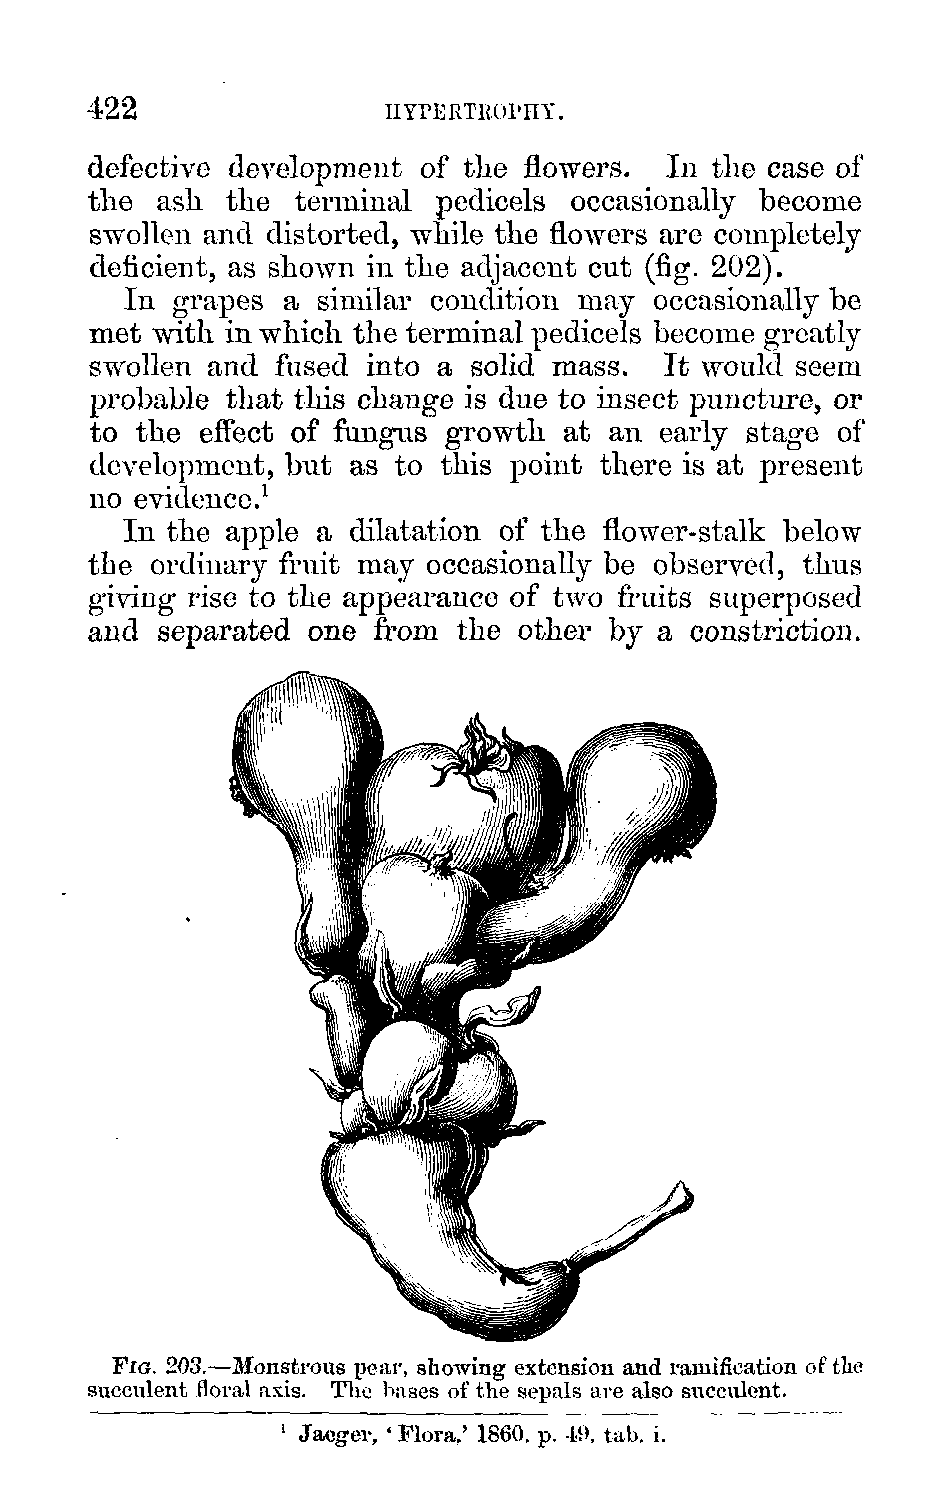 422 HYPERTROPHY.
defective development of the flowers. In the case of
the ash the terminal pedicels occasionally become
swollen and distorted, while the flowers are completely
deficient, as shown in the adjacent cut (fig. 202).
In grapes a similar condition may occasionally be
met with in which the terminal pedicels become greatly
swollen and fused into a solid mass. It would seem
probable that this change is due to insect puncture, or
to the effect of fungus growth at an early stage of
development, but as to this point there is at present
no evidence.¹
In the apple a dilatation of the flower-stalk below
the ordinary fruit may occasionally be observed, thus
giving rise to the appearance of two fruits superposed
and separated one from the other by a constriction.
FIG. 203.—Monstrous pear, showing extension and ramification of the
succulent floral axis. The bases of the sepals are also succulent.
¹ Jaeger, ‘Flora,’ 1860, p. 49, tab. i.